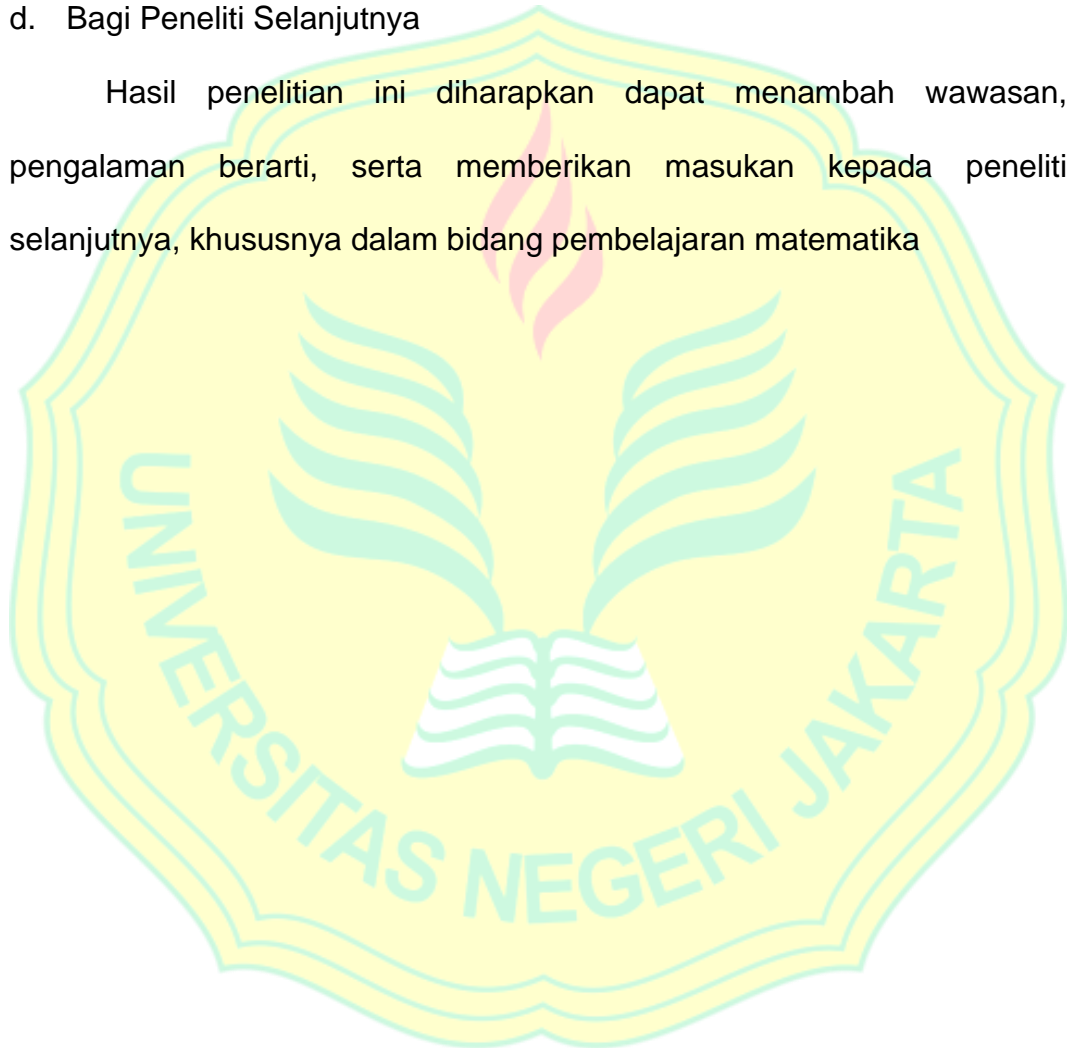 d. Bagi Peneliti Selanjutnya
Hasil penelitian ini diharapkan dapat menambah wawasan,
pengalaman berarti, serta memberikan masukan kepada peneliti
selanjutnya, khususnya dalam bidang pembelajaran matematika
UNIVERSITAS NEGERI JAKARTA